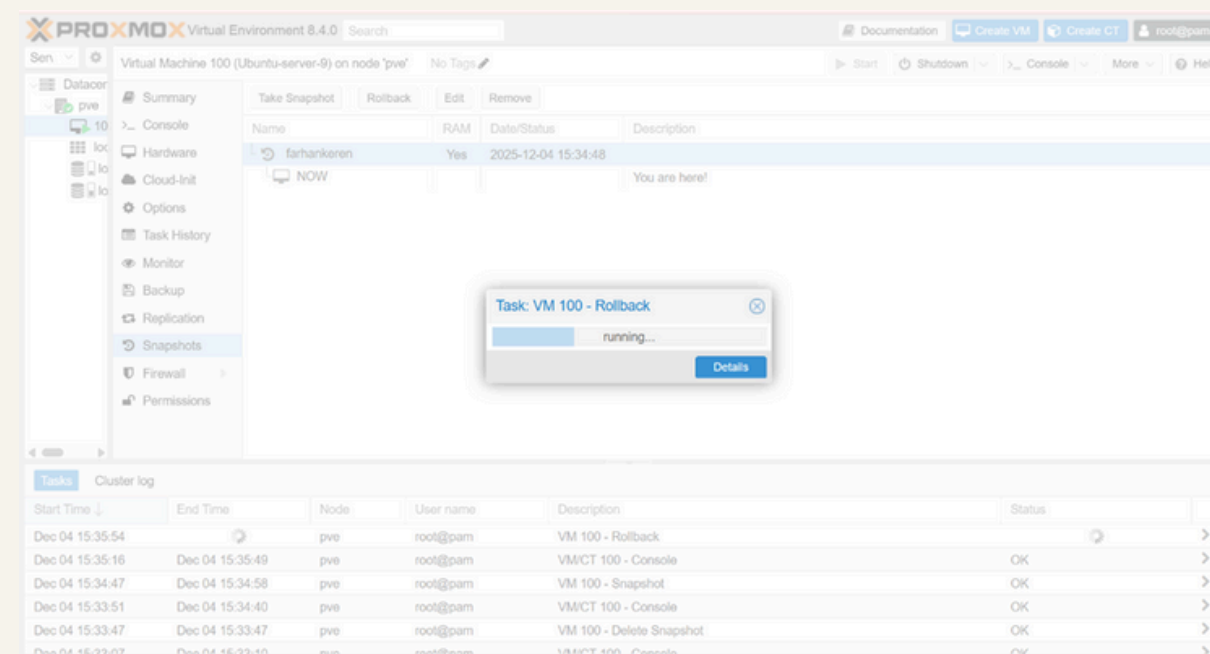 PROXMOX Virtual Environment 8.4.0 Search Documentation Create VM Create CT root@pam
Virtual Machine 100 (Ubuntu-server-9) on node 'pve' No Tags Start Shutdown >_ Console More
Datacer
pve
10
loc
lo
lo
Summary
>_ Console
Hardware
Cloud-Init
Options
Task History
Monitor
Backup
Replication
Snapshots
Firewall
Permissions
Take Snapshot Rollback Edit Remove
Name RAM Date/Status Description
farhankeren Yes 2025-12-04 15:34:48
NOW You are here!
Task: VM 100 - Rollback
running...
Details
Tasks Cluster log
Start Time ↓ End Time Node User name Description Status
Dec 04 15:35:54 pve root@pam VM 100 - Rollback
Dec 04 15:35:16 Dec 04 15:35:49 pve root@pam VM/CT 100 - Console OK
Dec 04 15:34:47 Dec 04 15:34:58 pve root@pam VM 100 - Snapshot OK
Dec 04 15:33:51 Dec 04 15:34:40 pve root@pam VM/CT 100 - Console OK
Dec 04 15:33:47 Dec 04 15:33:47 pve root@pam VM 100 - Delete Snapshot OK